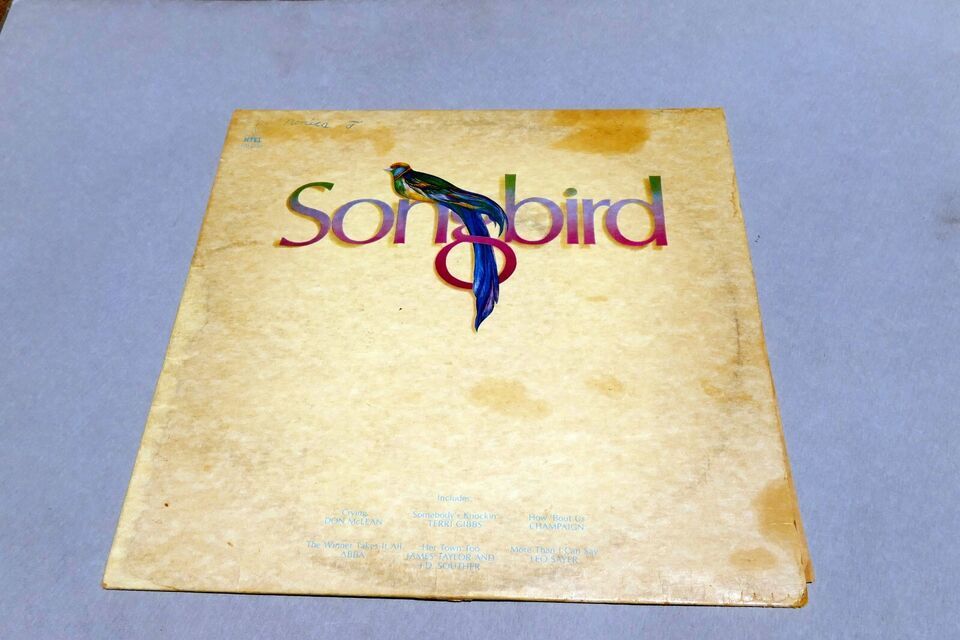 KTEL
Songbird
Includes:
Crying
DON McLEAN
Somebody's Knockin'
TERRI GIBBS
How 'Bout Us
CHAMPAIGN
The Winner Takes It All
ABBA
Her Town Too
JAMES TAYLOR AND
J.D. SOUTHER
More Than I Can Say
LEO SAYER